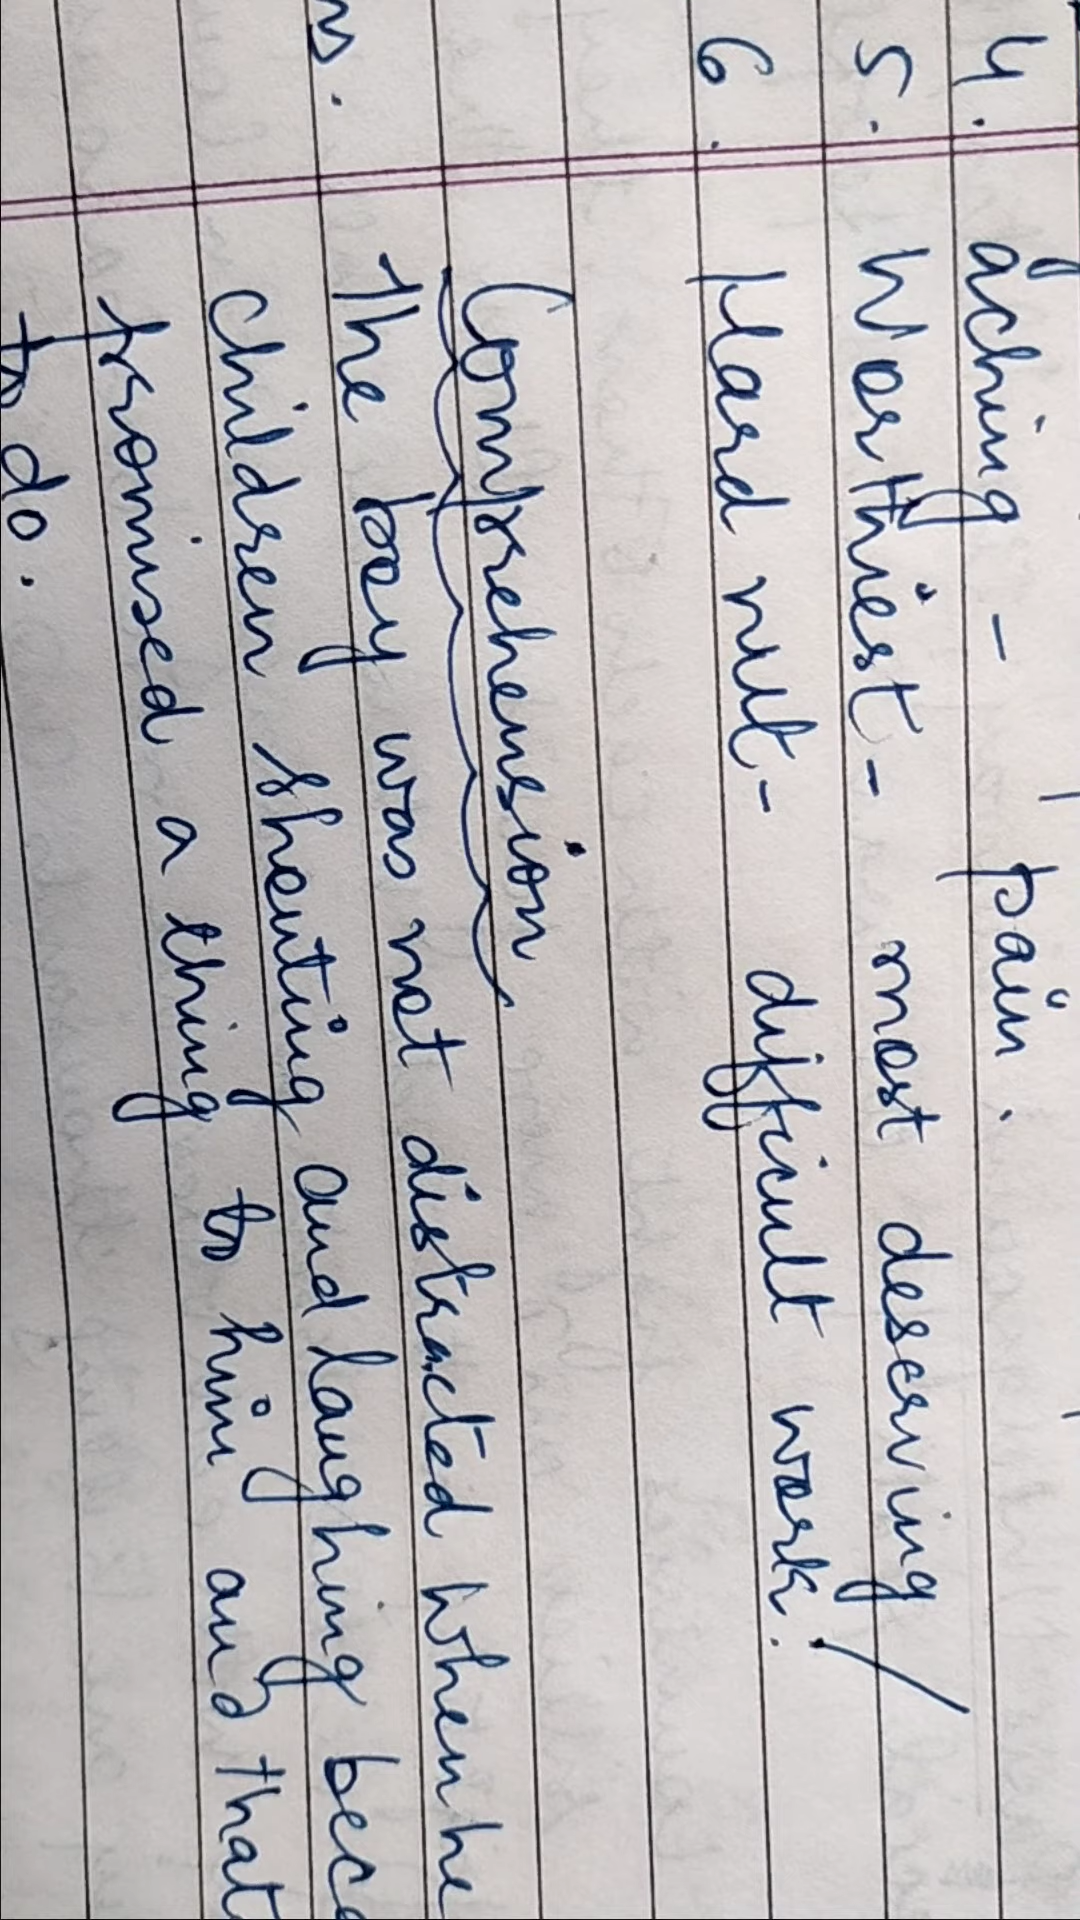 4. aching - pain.
5. Worthiest - most deserving
6. Hard nut - difficult work.
Comprehension
The boy was not distracted when he
children shouting and laughing beca
promised a thing to him and that
to do.